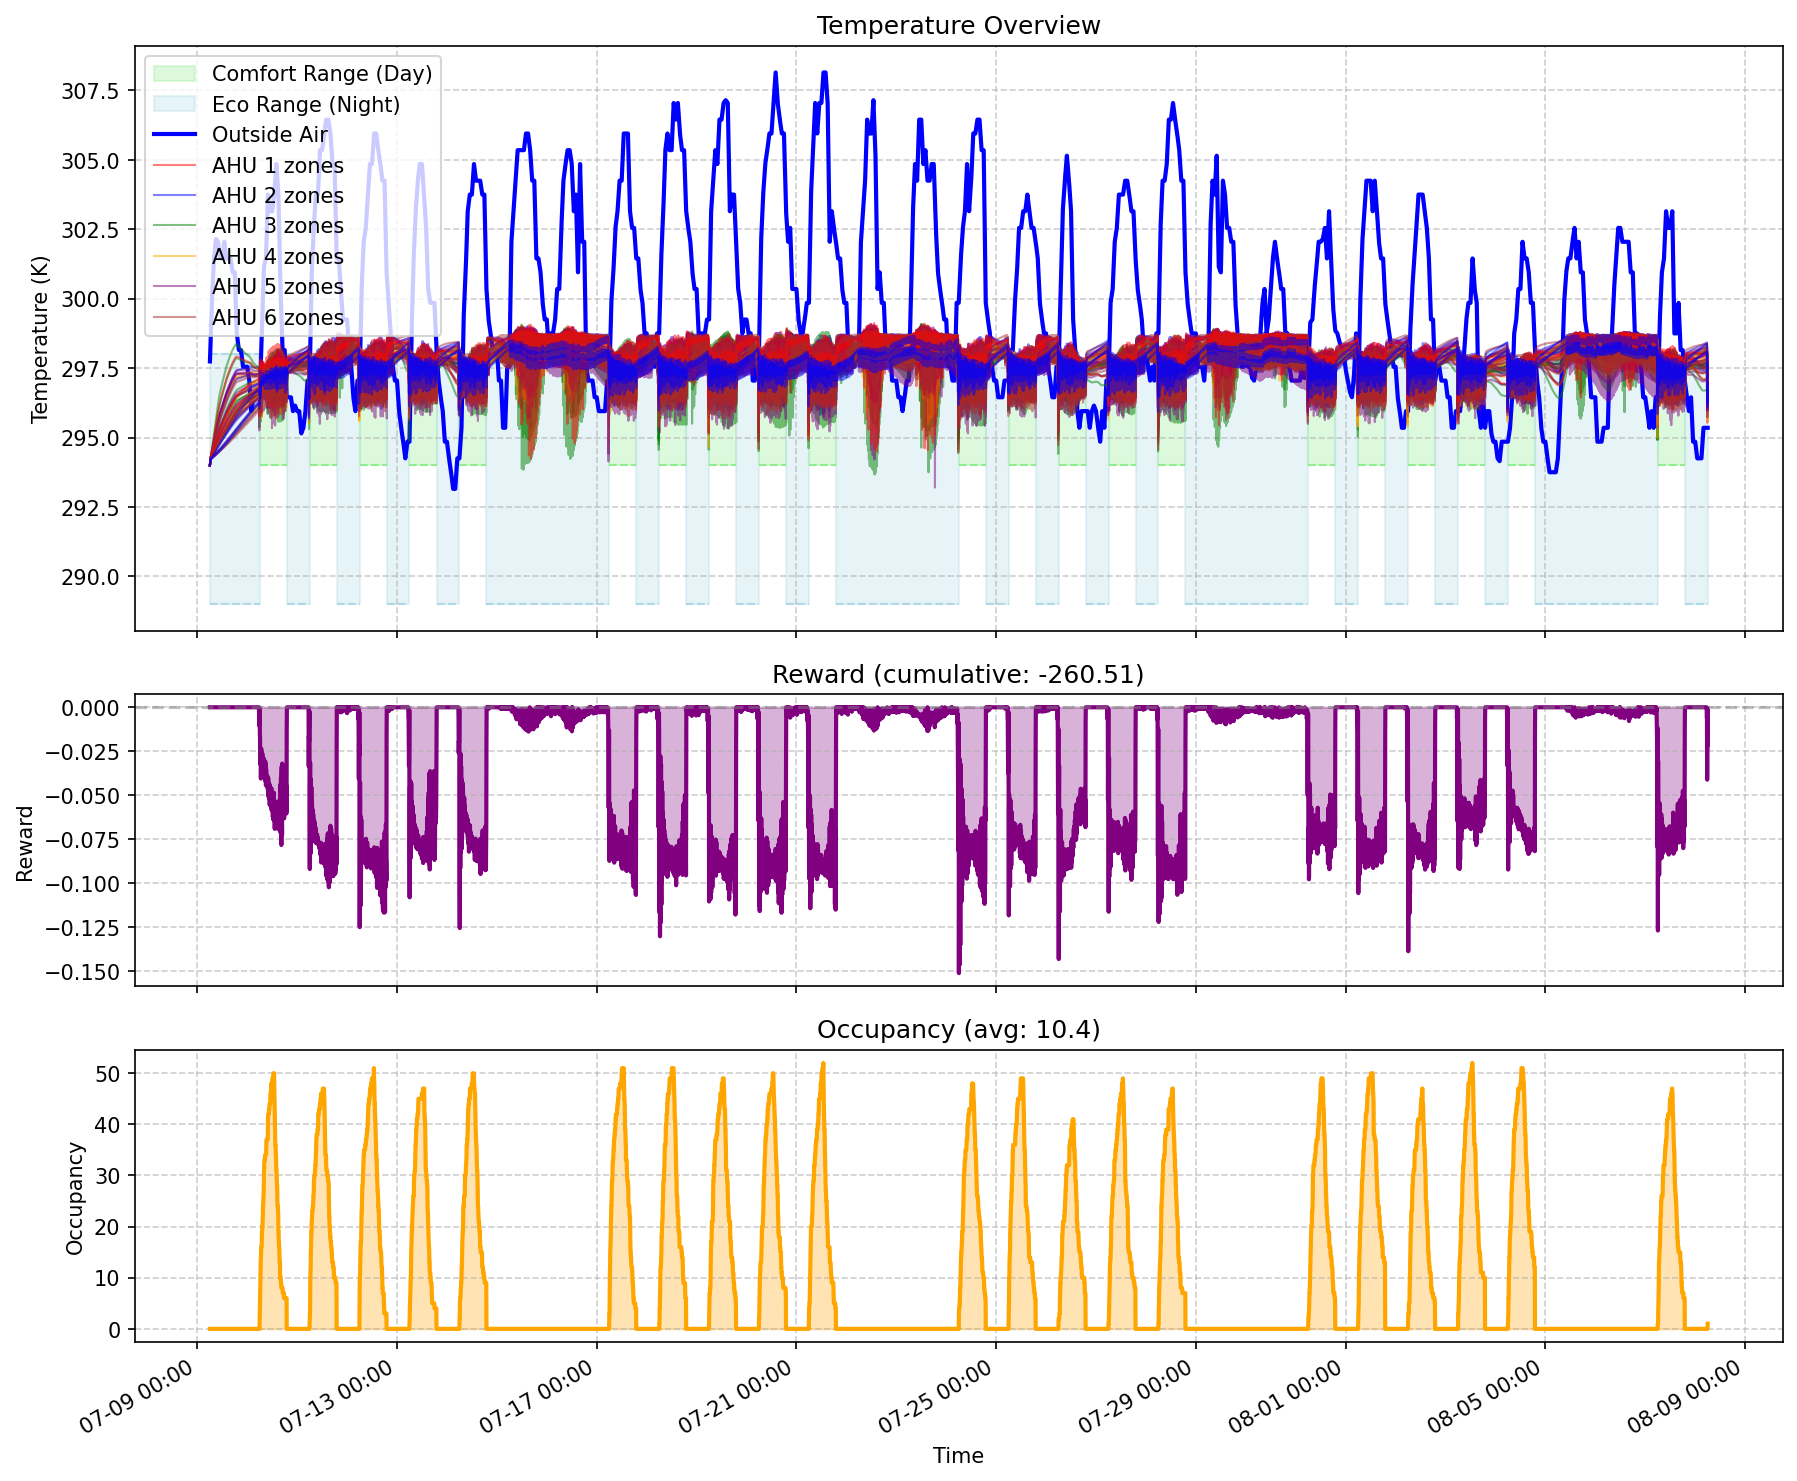 Temperature Overview
Temperature (K)
307.5
305.0
302.5
300.0
297.5
295.0
292.5
290.0
Comfort Range (Day)
Eco Range (Night)
Outside Air
AHU 1 zones
AHU 2 zones
AHU 3 zones
AHU 4 zones
AHU 5 zones
AHU 6 zones
Reward (cumulative: -260.51)
Reward
0.000
−0.025
−0.050
−0.075
−0.100
−0.125
−0.150
Occupancy (avg: 10.4)
Occupancy
50
40
30
20
10
0
07-09 00:00
07-13 00:00
07-17 00:00
07-21 00:00
07-25 00:00
07-29 00:00
08-01 00:00
08-05 00:00
08-09 00:00
Time